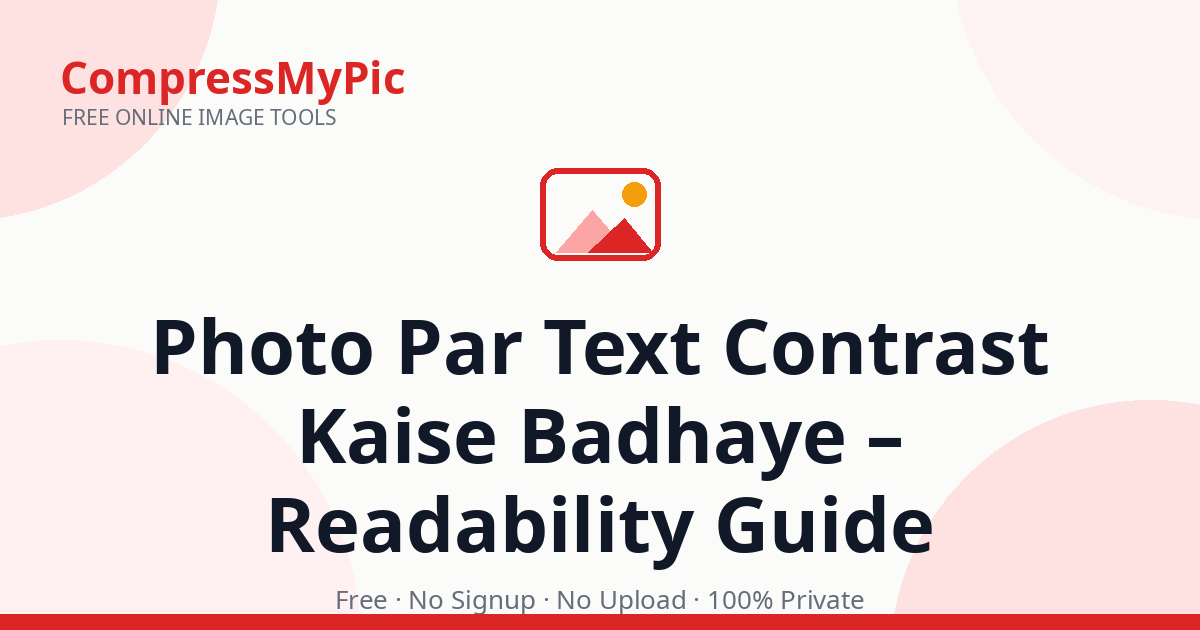 CompressMyPic
FREE ONLINE IMAGE TOOLS
Photo Par Text Contrast
Kaise Badhaye –
Readability Guide
Free · No Signup · No Upload · 100% Private